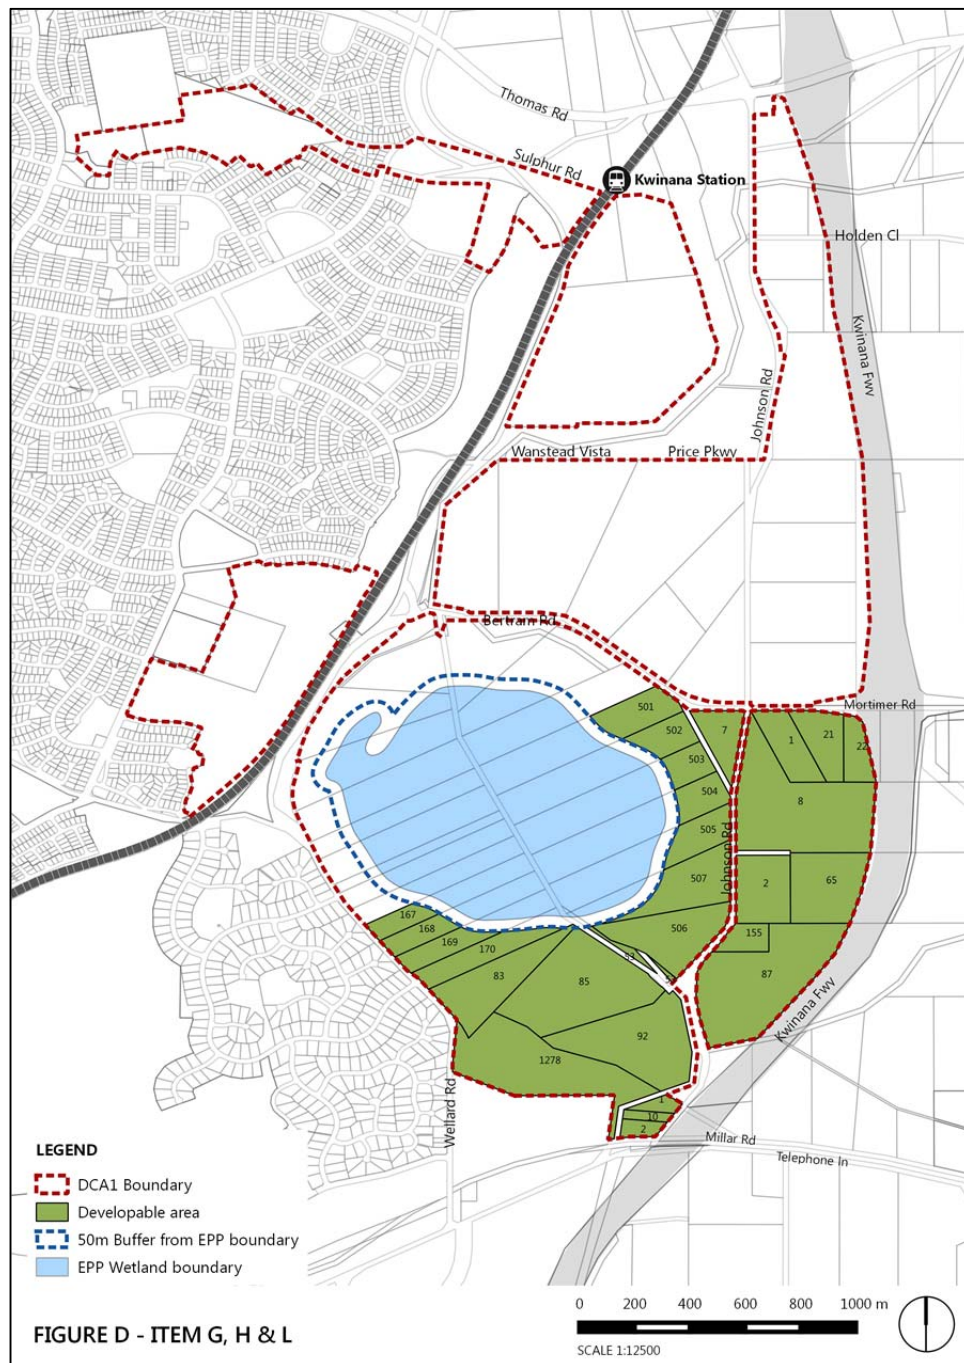 Thomas Rd
Sulphur Rd
Kwinana Station
Holden Cl
Kwinana Fwy
Johnson Rd
Wanstead Vista
Price Pkwy
Bertram Rd
Mortimer Rd
501
502
7
1
21
22
503
504
8
505
Johnson Rd
507
2
65
167
168
169
170
506
155
93
83
85
87
Kwinana Fwy
92
1278
1
10
2
Wellard Rd
Millar Rd
Telephone ln
LEGEND
DCA1 Boundary
Developable area
50m Buffer from EPP boundary
EPP Wetland boundary
FIGURE D - ITEM G, H & L
0 200 400 600 800 1000 m
SCALE 1:12500